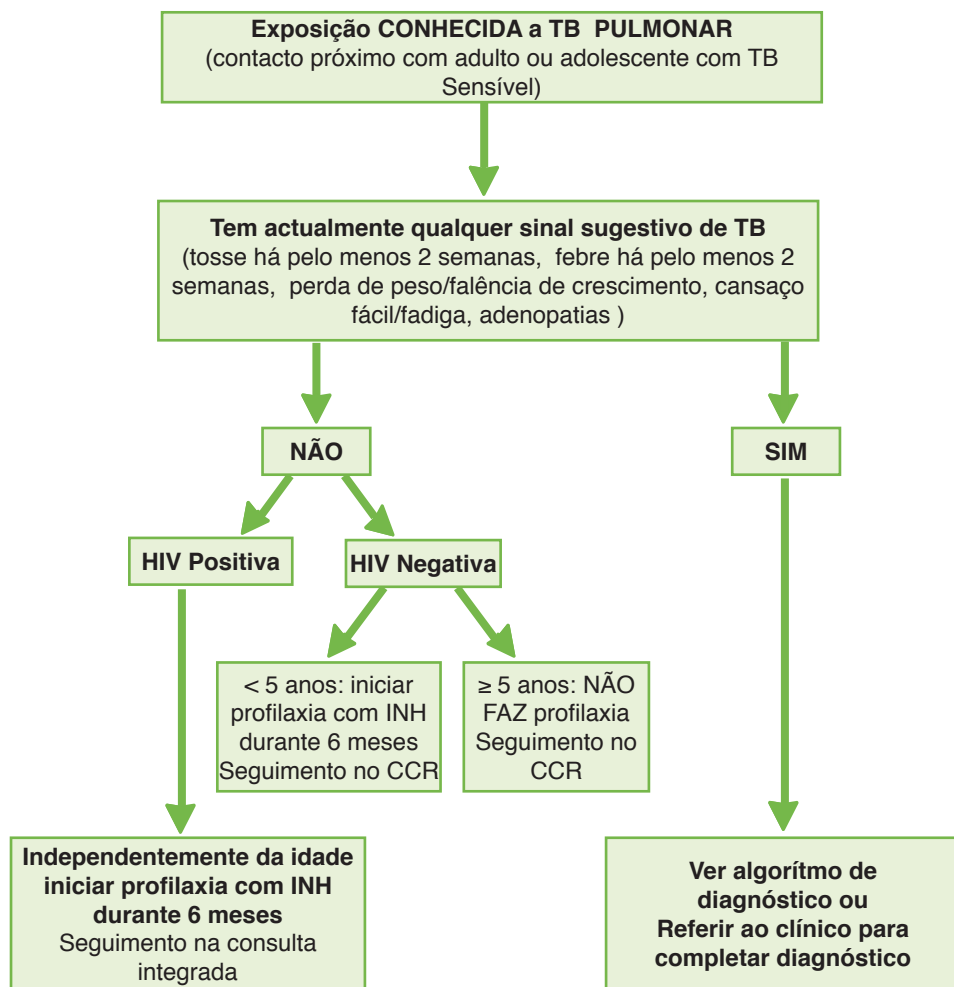 Exposição CONHECIDA a TB PULMONAR
(contacto próximo com adulto ou adolescente com TB
Sensível)
Tem actualmente qualquer sinal sugestivo de TB
(tosse há pelo menos 2 semanas, febre há pelo menos 2
semanas, perda de peso/falência de crescimento, cansaço
fácil/fadiga, adenopatias )
NÃO
SIM
HIV Positiva
HIV Negativa
< 5 anos: iniciar
profilaxia com INH
durante 6 meses
Seguimento no CCR
≥ 5 anos: NÃO
FAZ profilaxia
Seguimento no
CCR
Independentemente da idade
iniciar profilaxia com INH
durante 6 meses
Seguimento na consulta
integrada
Ver algorítmo de
diagnóstico ou
Referir ao clínico para
completar diagnóstico